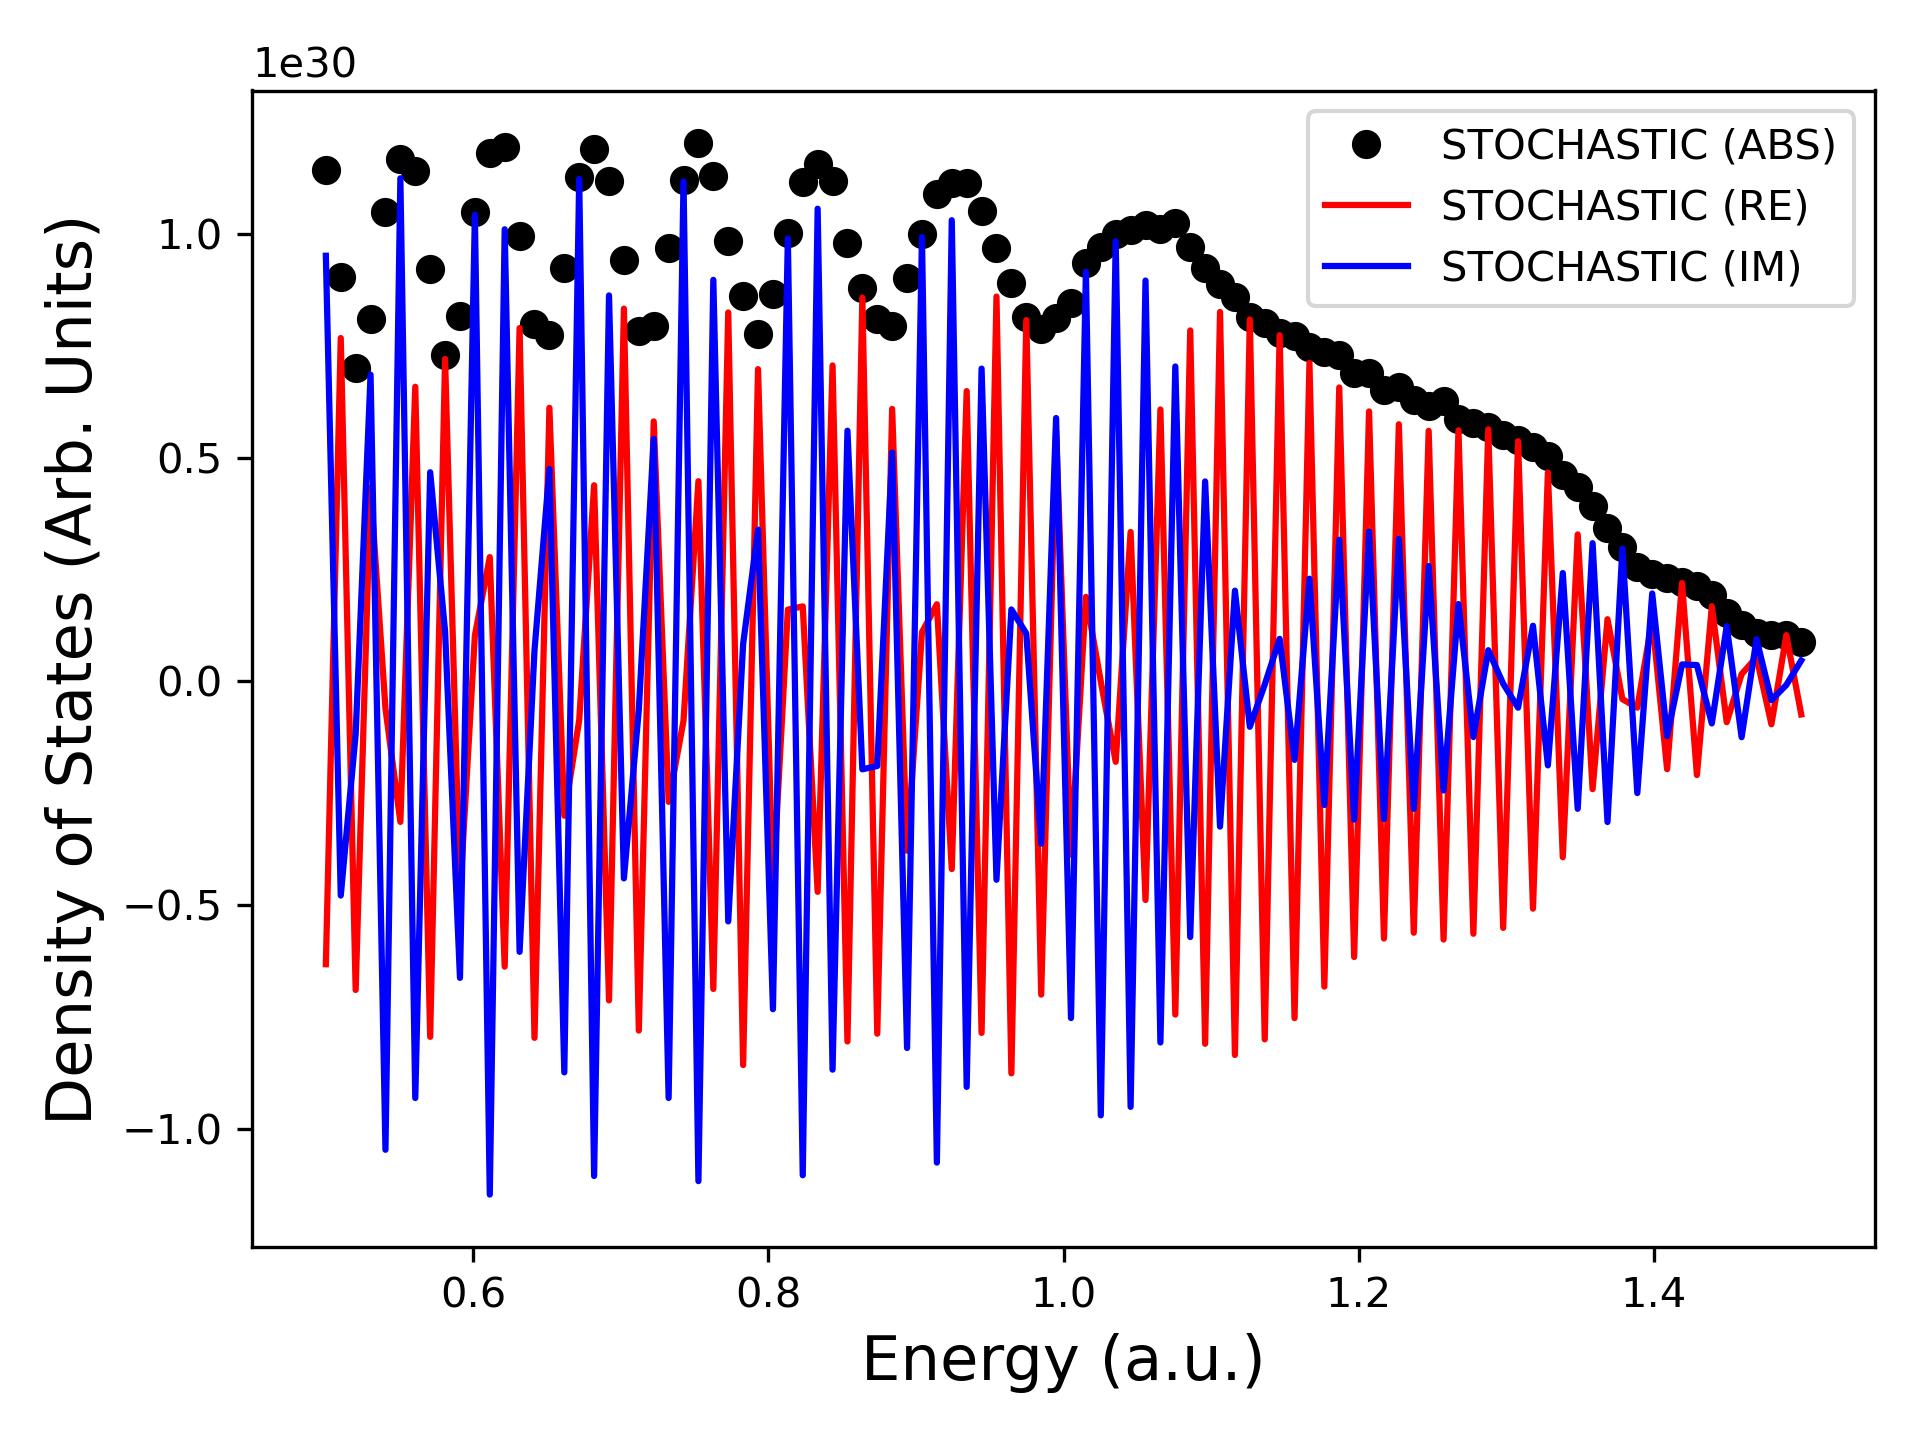 1e30
STOCHASTIC (ABS)
STOCHASTIC (RE)
STOCHASTIC (IM)
Density of States (Arb. Units)
1.0
0.5
0.0
−0.5
−1.0
0.6 0.8 1.0 1.2 1.4
Energy (a.u.)